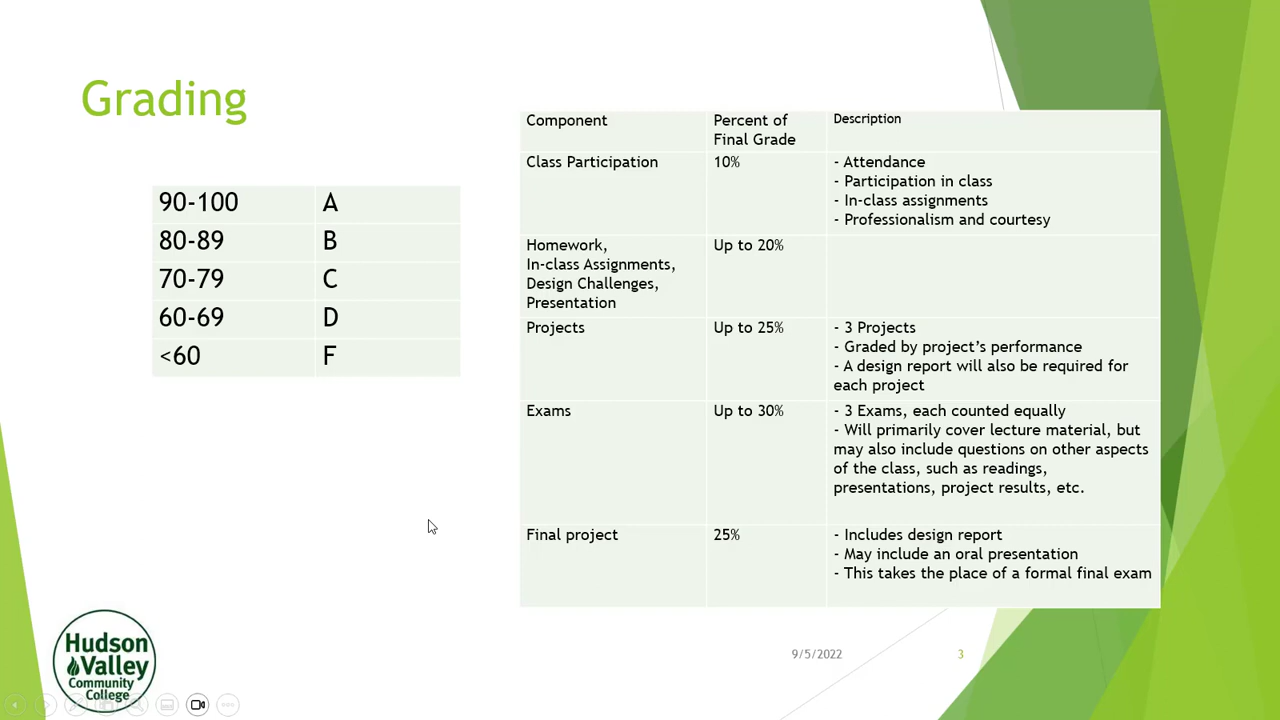 Grading
90-100 A
80-89 B
70-79 C
60-69 D
<60 F
Component Percent of Final Grade Description
Class Participation 10% - Attendance
- Participation in class
- In-class assignments
- Professionalism and courtesy
Homework, Up to 20%
In-class Assignments,
Design Challenges,
Presentation
Projects Up to 25% - 3 Projects
- Graded by project's performance
- A design report will also be required for
each project
Exams Up to 30% - 3 Exams, each counted equally
- Will primarily cover lecture material, but
may also include questions on other aspects
of the class, such as readings,
presentations, project results, etc.
Final project 25% - Includes design report
- May include an oral presentation
- This takes the place of a formal final exam
Hudson
Valley
Community
College
9/5/2022 3